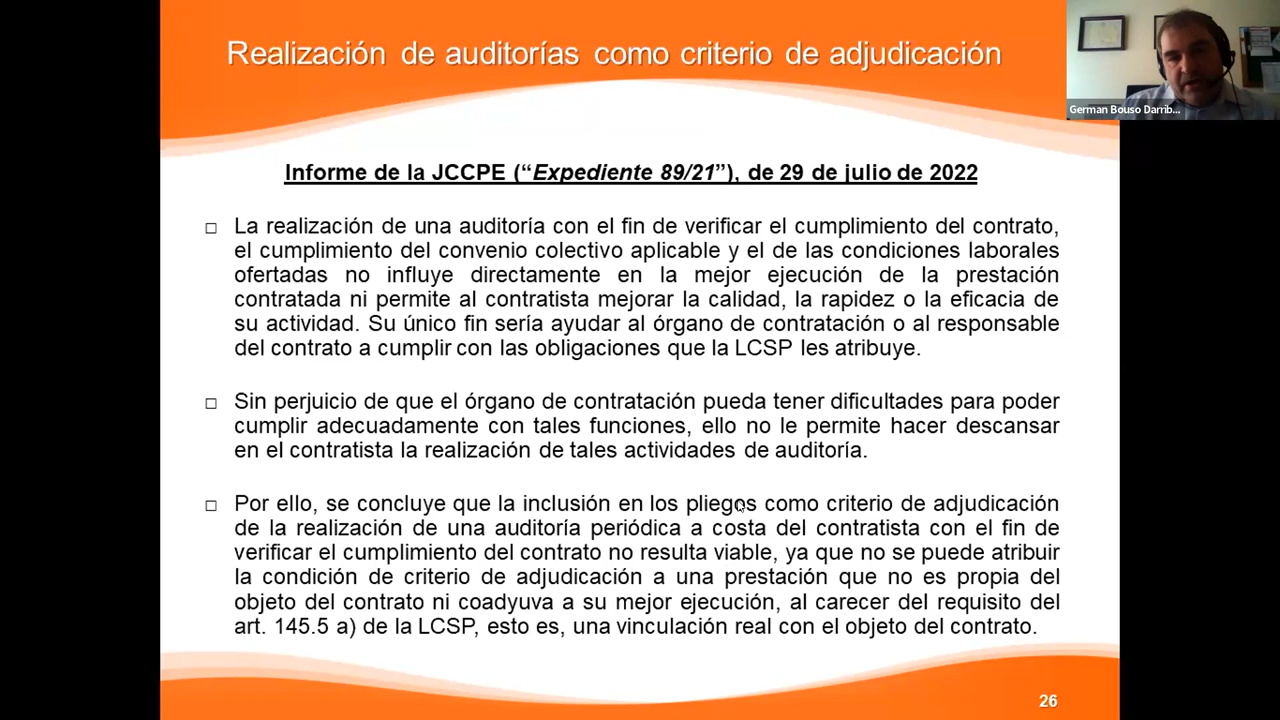 Realización de auditorías como criterio de adjudicación
German Bouso Darrib...
Informe de la JCCPE (“Expediente 89/21”), de 29 de julio de 2022
□ La realización de una auditoría con el fin de verificar el cumplimiento del contrato,
el cumplimiento del convenio colectivo aplicable y el de las condiciones laborales
ofertadas no influye directamente en la mejor ejecución de la prestación
contratada ni permite al contratista mejorar la calidad, la rapidez o la eficacia de
su actividad. Su único fin sería ayudar al órgano de contratación o al responsable
del contrato a cumplir con las obligaciones que la LCSP les atribuye.
□ Sin perjuicio de que el órgano de contratación pueda tener dificultades para poder
cumplir adecuadamente con tales funciones, ello no le permite hacer descansar
en el contratista la realización de tales actividades de auditoría.
□ Por ello, se concluye que la inclusión en los pliegos como criterio de adjudicación
de la realización de una auditoría periódica a costa del contratista con el fin de
verificar el cumplimiento del contrato no resulta viable, ya que no se puede atribuir
la condición de criterio de adjudicación a una prestación que no es propia del
objeto del contrato ni coadyuva a su mejor ejecución, al carecer del requisito del
art. 145.5 a) de la LCSP, esto es, una vinculación real con el objeto del contrato.
26